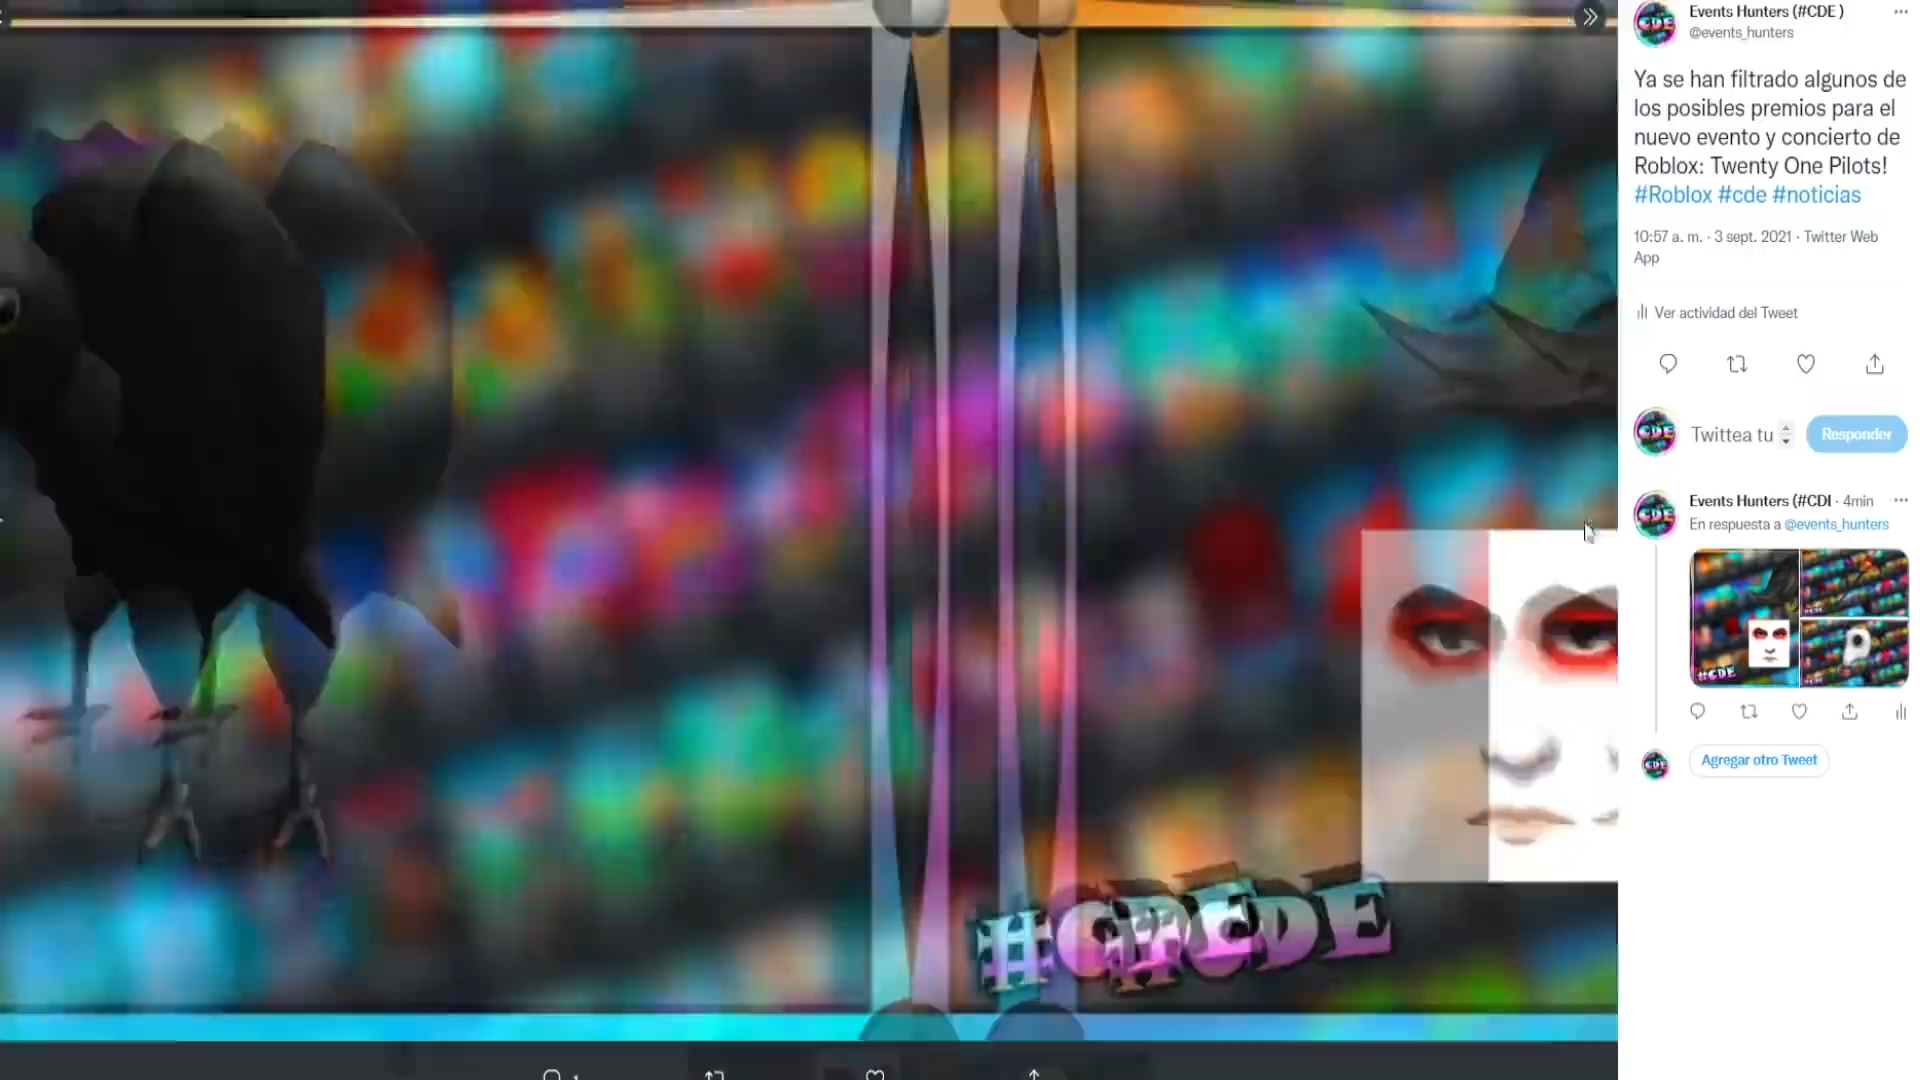 Events Hunters (#CDE )
@events_hunters
Ya se han filtrado algunos de
los posibles premios para el
nuevo evento y concierto de
Roblox: Twenty One Pilots!
#Roblox #cde #noticias
10:57 a. m. · 3 sept. 2021 · Twitter Web
App
Ver actividad del Tweet
CDE
Twittea tu
Responder
Events Hunters (#CDI · 4min
En respuesta a @events_hunters
#CDE
Agregar otro Tweet
#CDE